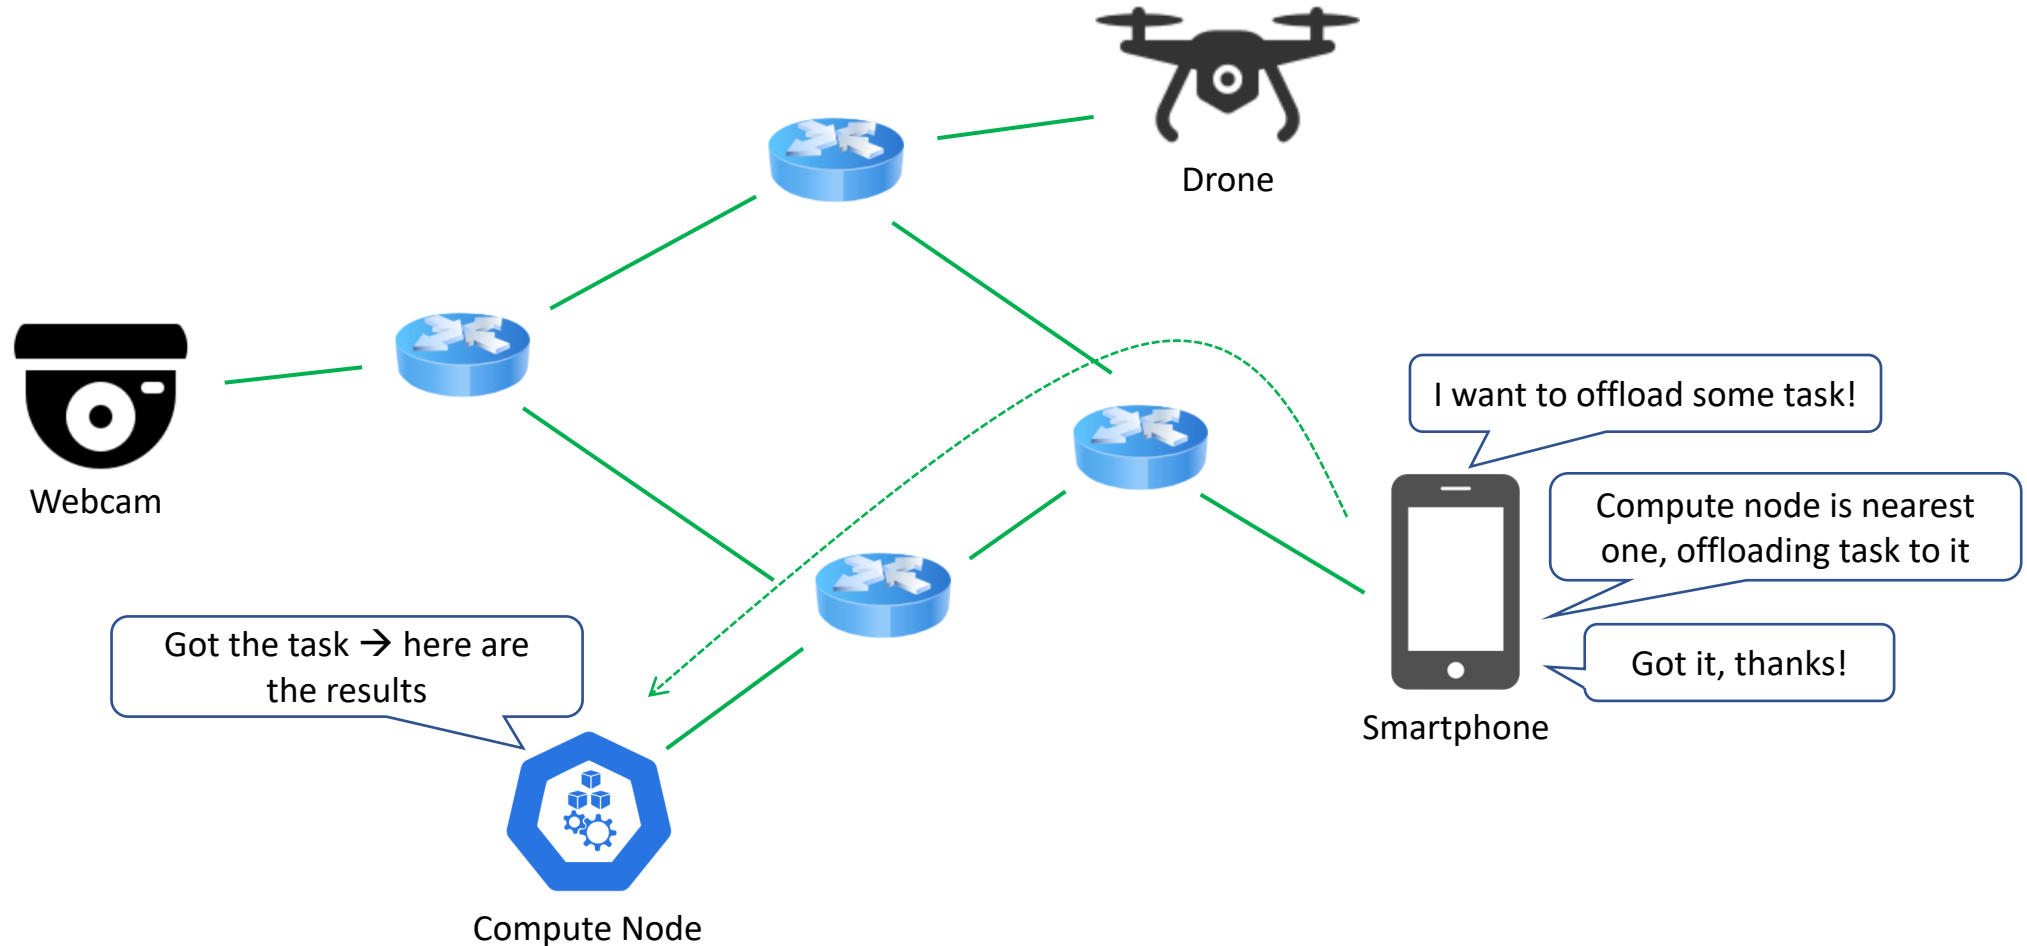 Drone
I want to offload some task!
Webcam
Compute node is nearest
one, offloading task to it
Got the task → here are
the results
Got it, thanks!
Smartphone
Compute Node